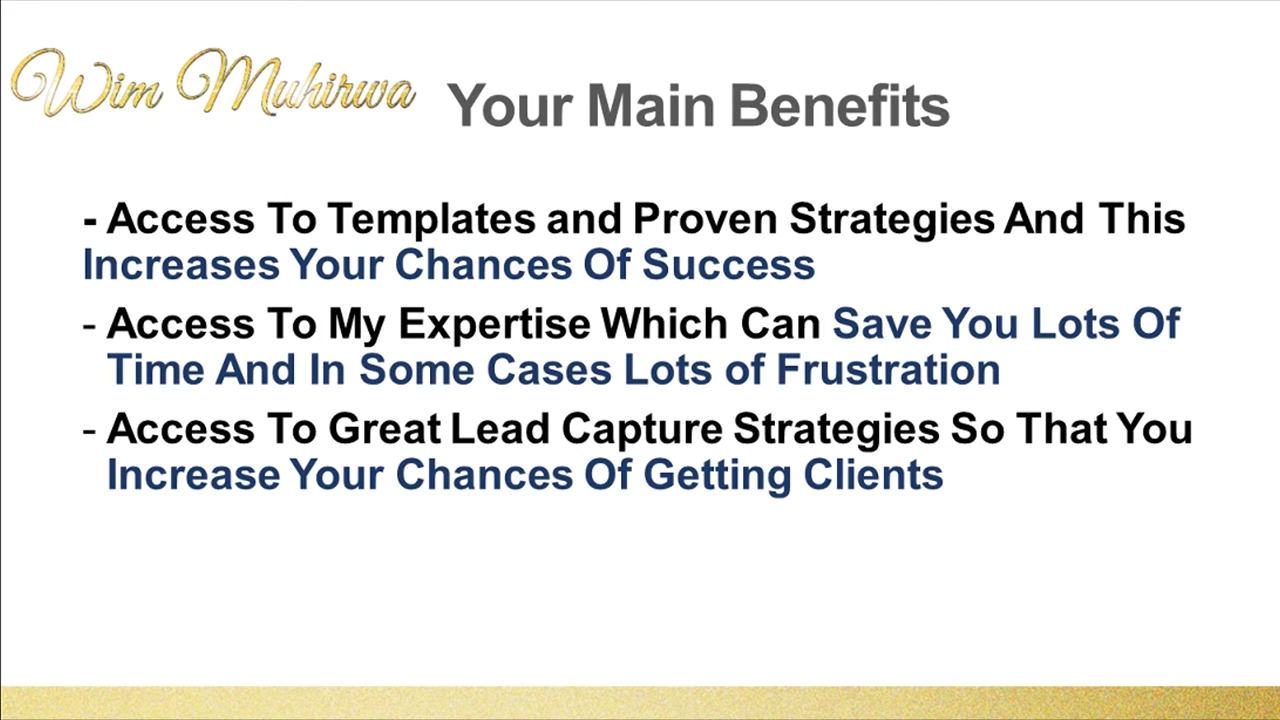 Wim Muhirwa
Your Main Benefits
- Access To Templates and Proven Strategies And This
Increases Your Chances Of Success
- Access To My Expertise Which Can Save You Lots Of
Time And In Some Cases Lots of Frustration
- Access To Great Lead Capture Strategies So That You
Increase Your Chances Of Getting Clients